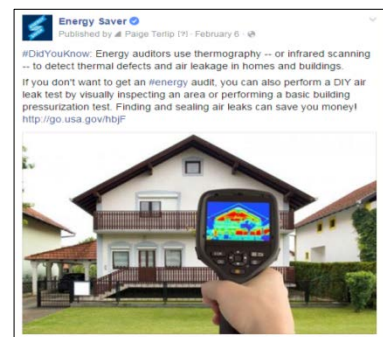 Energy Saver
Published by Paige Terlip [?] · February 6 ·
#DidYouKnow: Energy auditors use thermography -- or infrared scanning
-- to detect thermal defects and air leakage in homes and buildings.
If you don't want to get an #energy audit, you can also perform a DIY air
leak test by visually inspecting an area or performing a basic building
pressurization test. Finding and sealing air leaks can save you money!
http://go.usa.gov/hbjF